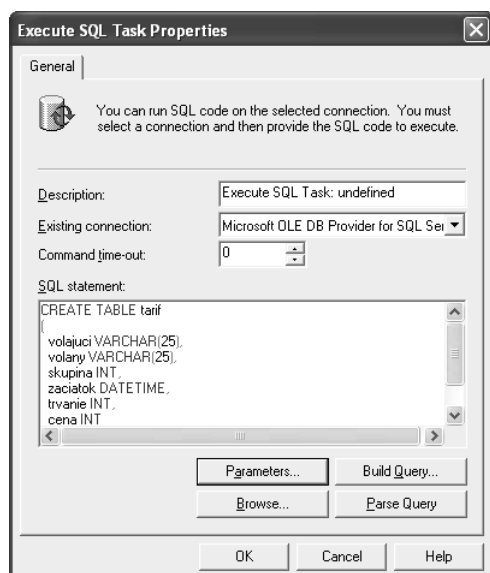 Execute SQL Task Properties
General
You can run SQL code on the selected connection. You must
select a connection and then provide the SQL code to execute.
Description:
Execute SQL Task: undefined
Existing connection:
Microsoft OLE DB Provider for SQL Ser
Command time-out:
0
SQL statement:
CREATE TABLE tarif
(
volajuci VARCHAR(25),
volany VARCHAR(25),
skupina INT,
zaciatok DATETIME,
trvanie INT,
cena INT
Parameters...
Build Query...
Browse...
Parse Query
OK
Cancel
Help